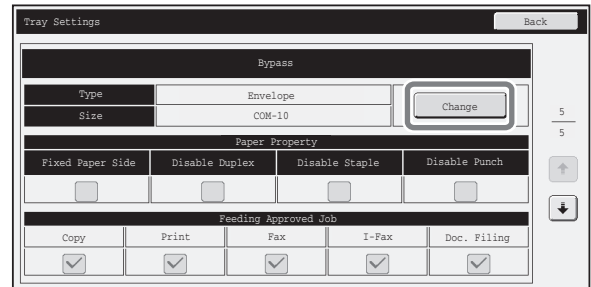 Tray Settings Back
Bypass
Type Envelope Change
Size COM-10
5
5
Paper Property
Fixed Paper Side Disable Duplex Disable Staple Disable Punch
Feeding Approved Job
Copy Print Fax I-Fax Doc. Filing